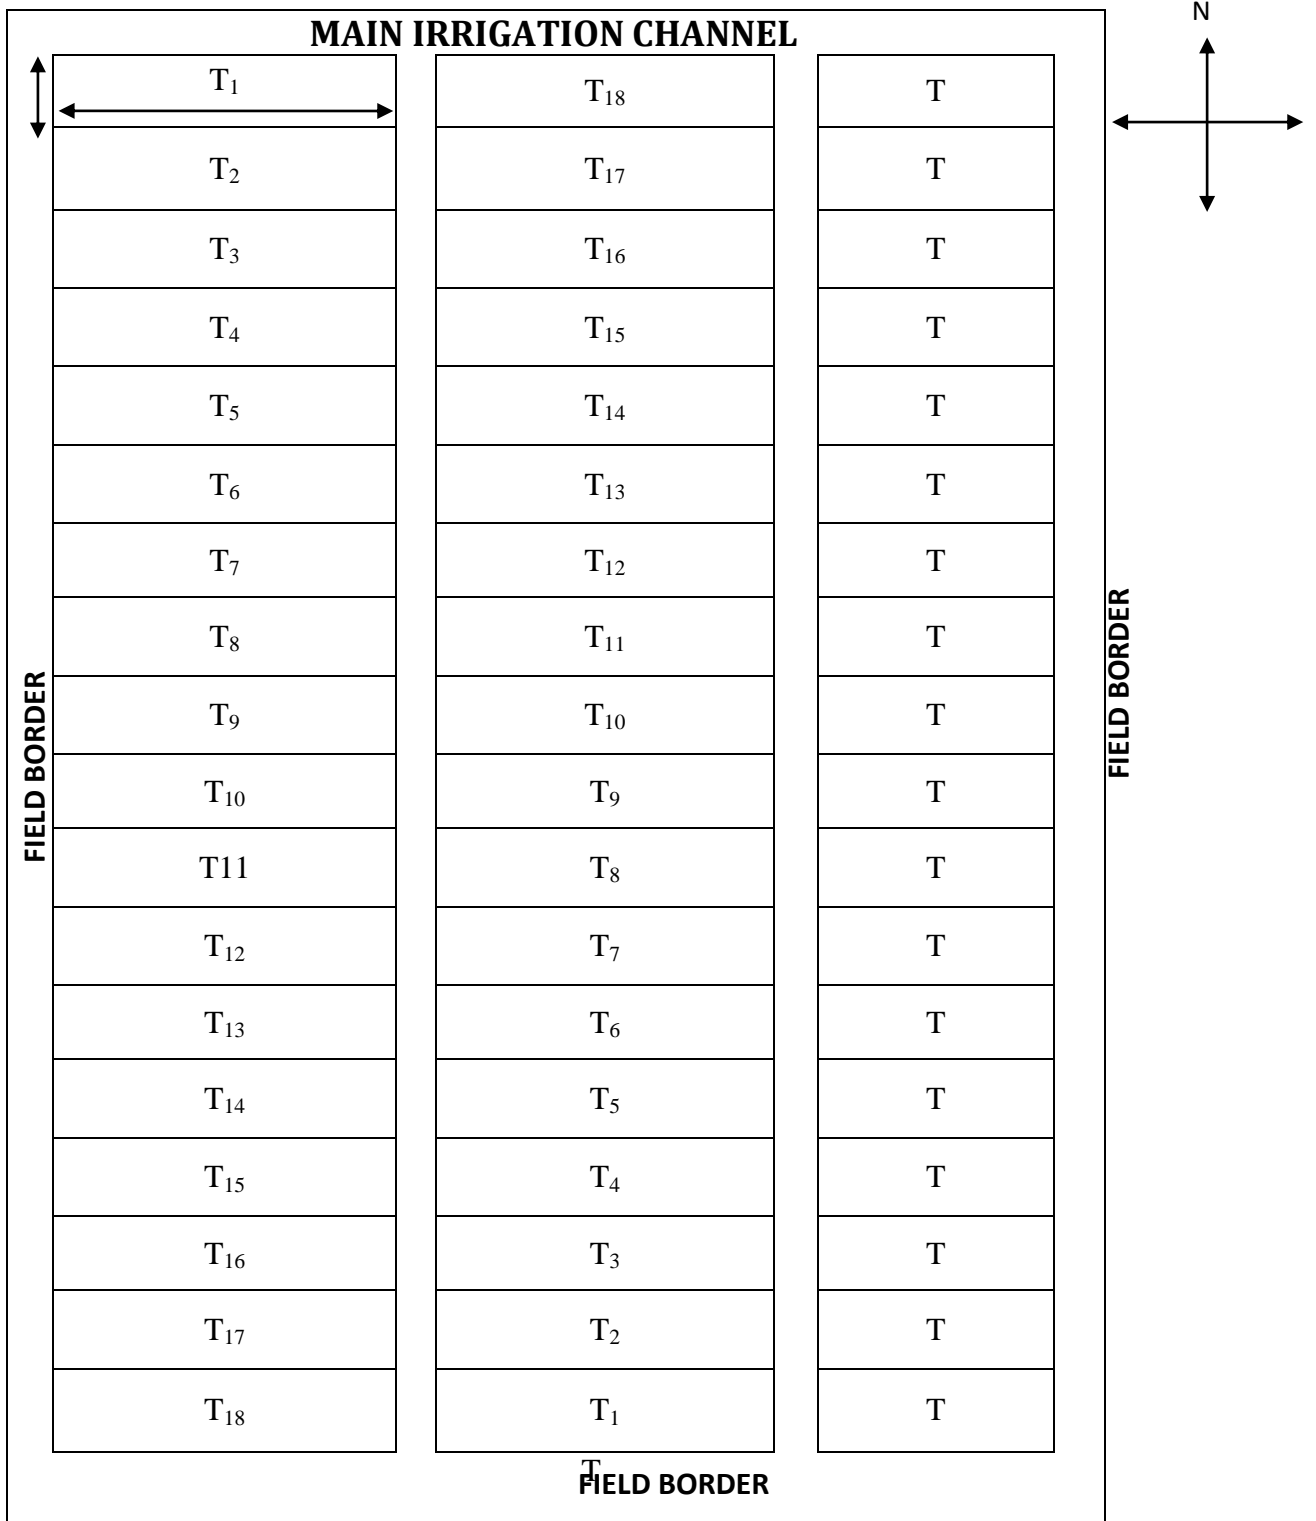 N
MAIN IRRIGATION CHANNEL
T₁ T₁₈ T
T₂ T₁₇ T
T₃ T₁₆ T
T₄ T₁₅ T
T₅ T₁₄ T
T₆ T₁₃ T
T₇ T₁₂ T
T₈ T₁₁ T
T₉ T₁₀ T
T₁₀ T₉ T
T11 T₈ T
T₁₂ T₇ T
T₁₃ T₆ T
T₁₄ T₅ T
T₁₅ T₄ T
T₁₆ T₃ T
T₁₇ T₂ T
T₁₈ T₁ T
FIELD BORDER
FIELD BORDER
T
FIELD BORDER